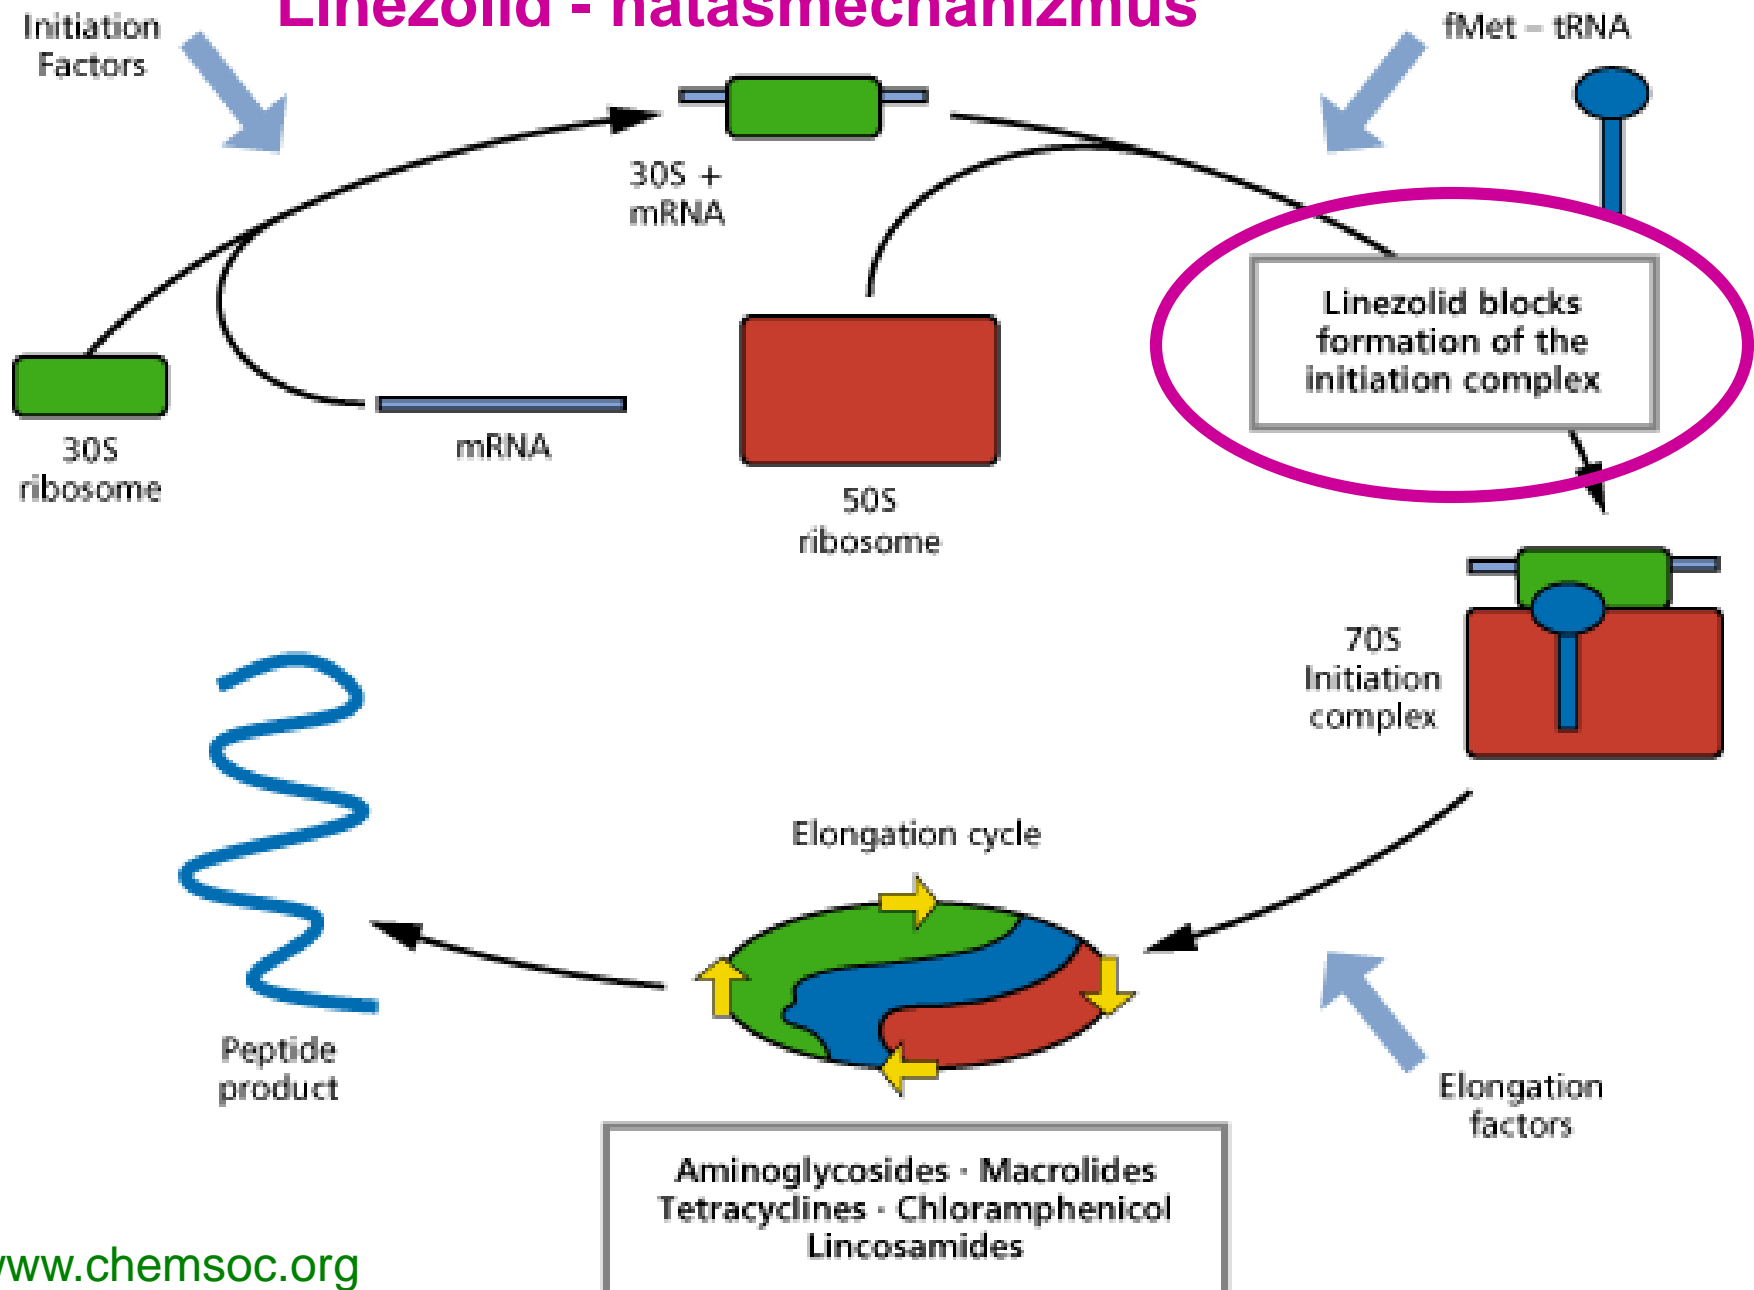 Linezolid - hatásmechanizmus
Initiation
Factors
fMet – tRNA
30S +
mRNA
Linezolid blocks
formation of the
initiation complex
30S
ribosome
mRNA
50S
ribosome
70S
Initiation
complex
Elongation cycle
Peptide
product
Elongation
factors
Aminoglycosides · Macrolides
Tetracyclines · Chloramphenicol
Lincosamides
www.chemsoc.org